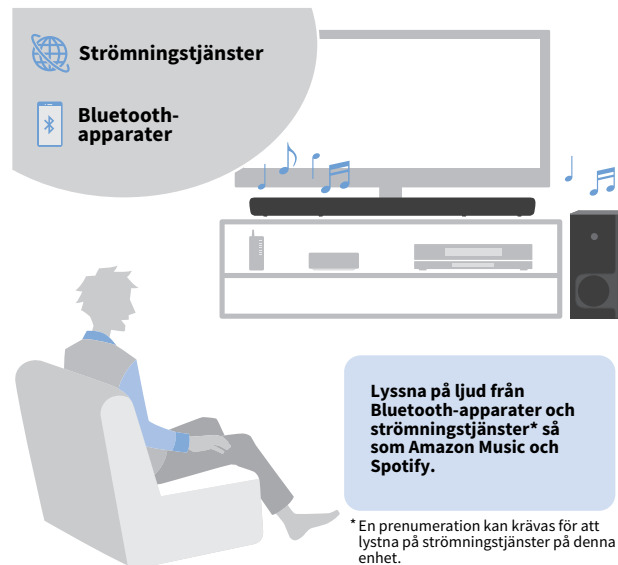 Strömningstjänster
Bluetooth-
apparater
Lyssna på ljud från
Bluetooth-apparater och
strömningstjänster* så
som Amazon Music och
Spotify.
* En prenumeration kan krävas för att
lystna på strömningstjänster på denna
enhet.